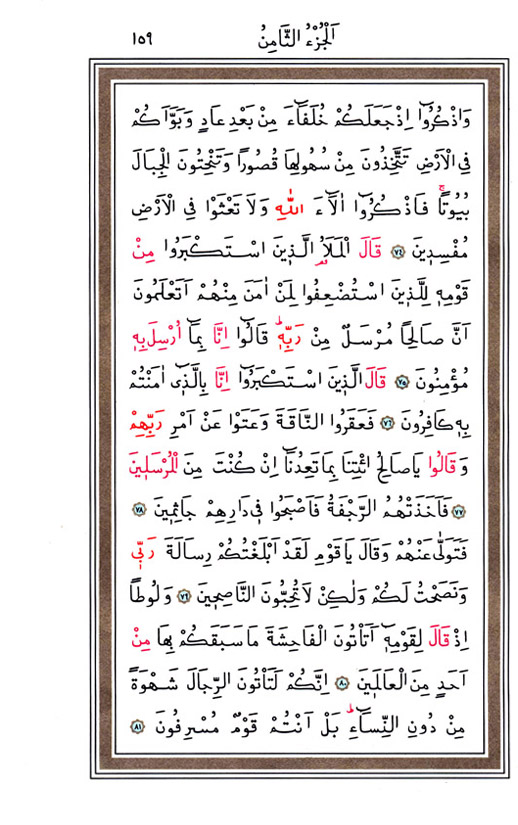 اَلْجُزْءُ الثَّامِنُ ١٥٩
وَاذْكُرُٓوا اِذْ جَعَلَكُمْ خُلَفَٓاءَ مِنْ بَعْدِ عَادٍ وَبَوَّاَكُمْ
فِي الْاَرْضِ تَتَّخِذُونَ مِنْ سُهُولِهَا قُصُورًا وَتَنْحِتُونَ الْجِبَالَ
بُيُوتًاۚ فَاذْكُرُٓوا اٰلَٓاءَ اللّٰهِ وَلَا تَعْثَوْا فِي الْاَرْضِ
مُفْسِدٖينَ ﴿٧٤﴾ قَالَ الْمَلَاُ الَّذٖينَ اسْتَكْبَرُوا مِنْ
قَوْمِهٖ لِلَّذٖينَ اسْتُضْعِفُوا لِمَنْ اٰمَنَ مِنْهُمْ اَتَعْلَمُونَ
اَنَّ صَالِحًا مُرْسَلٌ مِنْ رَبِّهٖؕ قَالُٓوا اِنَّا بِمَٓا اُرْسِلَ بِهٖ
مُؤْمِنُونَ ﴿٧٥﴾ قَالَ الَّذٖينَ اسْتَكْبَرُٓوا اِنَّا بِالَّذٖٓى اٰمَنْتُمْ
بِهٖ كَافِرُونَ ﴿٧٦﴾ فَعَقَرُوا النَّاقَةَ وَعَتَوْا عَنْ اَمْرِ رَبِّهِمْ
وَقَالُوا يَا صَالِحُ ائْتِنَا بِمَا تَعِدُنَٓا اِنْ كُنْتَ مِنَ الْمُرْسَلٖينَ
﴿٧٧﴾ فَاَخَذَتْهُمُ الرَّجْفَةُ فَاَصْبَحُوا فٖى دَارِهِمْ جَاثِمٖينَ ﴿٧٨﴾
فَتَوَلّٰى عَنْهُمْ وَقَالَ يَا قَوْمِ لَقَدْ اَبْلَغْتُكُمْ رِسَالَةَ رَبّٖى
وَنَصَحْتُ لَكُمْ وَلٰكِنْ لَا تُحِبُّونَ النَّاصِحٖينَ ﴿٧٩﴾ وَلُوطًا
اِذْ قَالَ لِقَوْمِهٖٓ اَتَأْتُونَ الْفَاحِشَةَ مَا سَبَقَكُمْ بِهَا مِنْ
اَحَدٍ مِنَ الْعَالَمٖينَ ﴿٨٠﴾ اِنَّكُمْ لَتَأْتُونَ الرِّجَالَ شَهْوَةً
مِنْ دُونِ النِّسَٓاءِؕ بَلْ اَنْتُمْ قَوْمٌ مُسْرِفُونَ ﴿٨١﴾